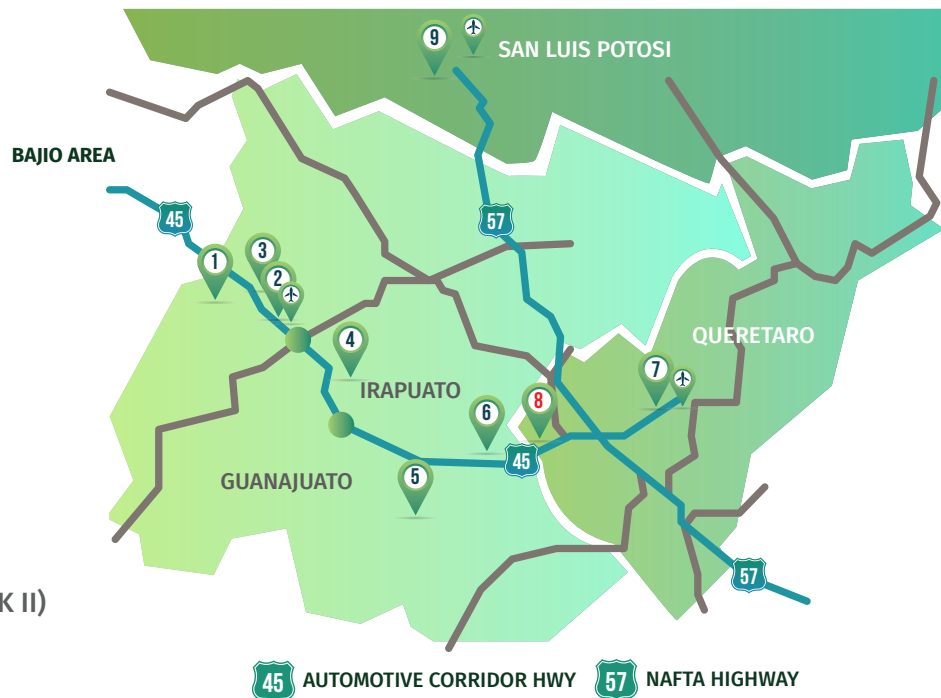 9
SAN LUIS POTOSI
BAJIO AREA
45
57
3
1
2
QUERETARO
4
7
IRAPUATO
8
6
45
5
GUANAJUATO
57
K II)
45 AUTOMOTIVE CORRIDOR HWY 57 NAFTA HIGHWAY